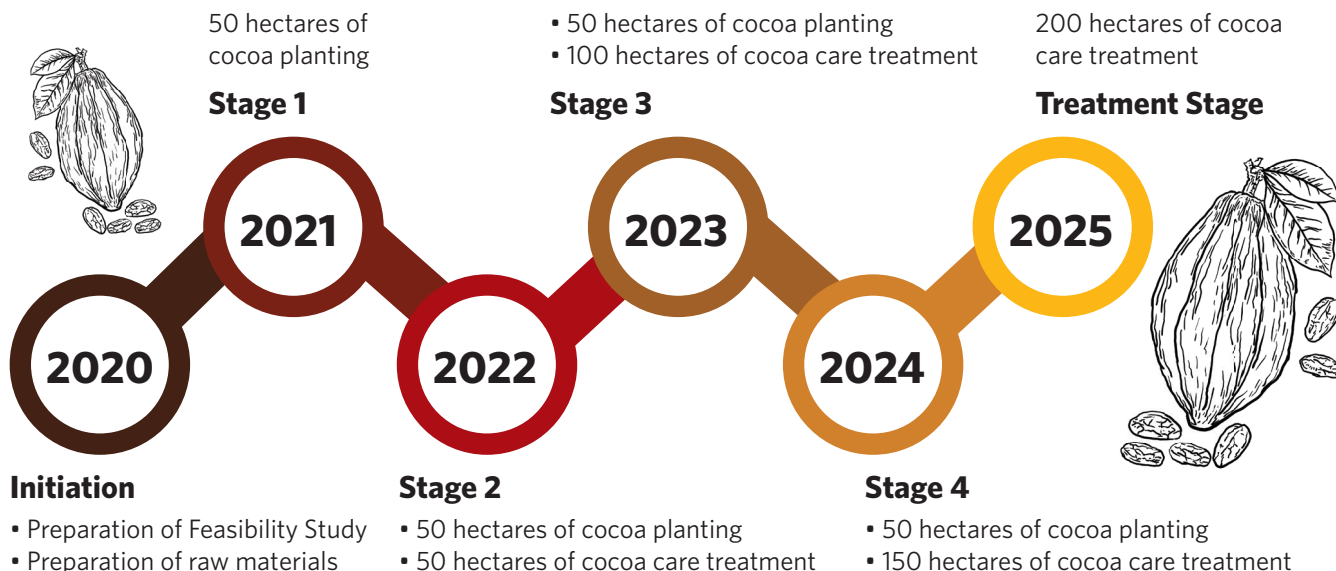 50 hectares of
cocoa planting
Stage 1
• 50 hectares of cocoa planting
• 100 hectares of cocoa care treatment
Stage 3
200 hectares of cocoa
care treatment
Treatment Stage
2021
2023
2025
2020
2022
2024
Initiation
• Preparation of Feasibility Study
• Preparation of raw materials
Stage 2
• 50 hectares of cocoa planting
• 50 hectares of cocoa care treatment
Stage 4
• 50 hectares of cocoa planting
• 150 hectares of cocoa care treatment